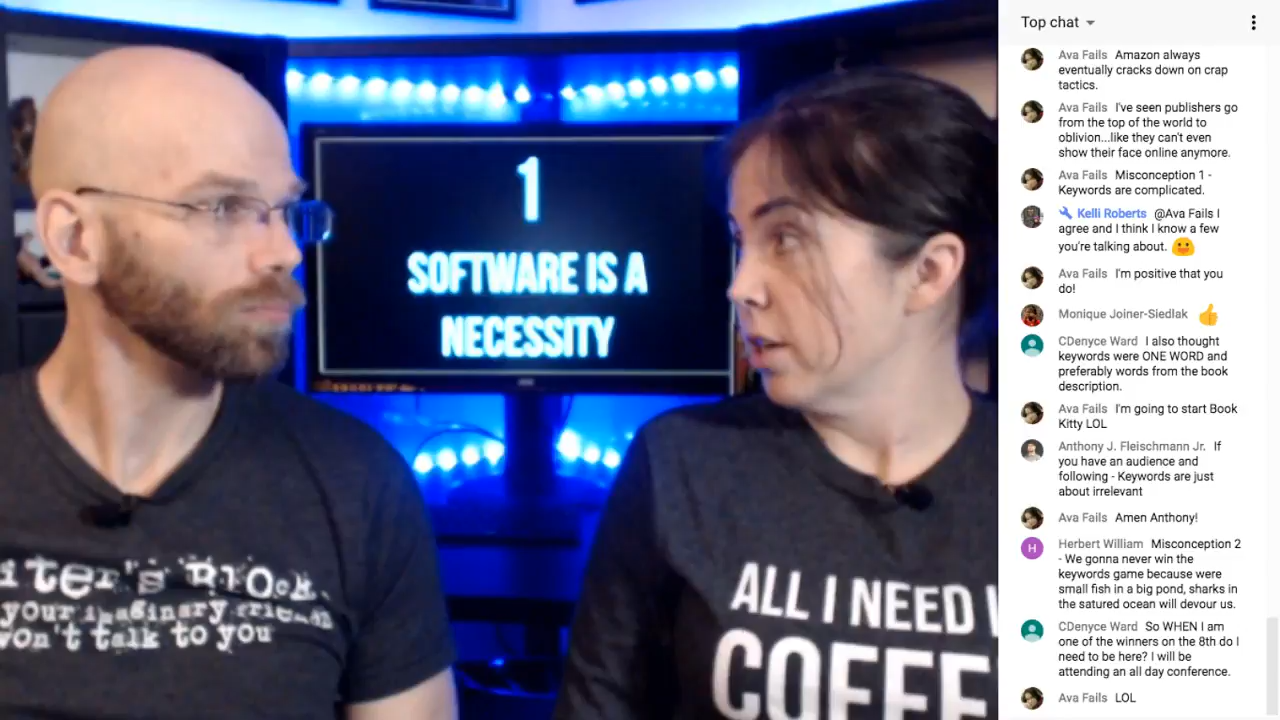 1
SOFTWARE IS A
NECESSITY
iter's Block.
your imaginary frien
won't talk to you
ALL I NEED
COFFEE
Top chat
Ava Fails Amazon always
eventually cracks down on crap
tactics.
Ava Fails I've seen publishers go
from the top of the world to
oblivion...like they can't even
show their face online anymore.
Ava Fails Misconception 1 -
Keywords are complicated.
Kelli Roberts @Ava Fails I
agree and I think I know a few
you're talking about.
Ava Fails I'm positive that you
do!
Monique Joiner-Siedlak
CDenyce Ward I also thought
keywords were ONE WORD and
preferably words from the book
description.
Ava Fails I'm going to start Book
Kitty LOL
Anthony J. Fleischmann Jr. If
you have an audience and
following - Keywords are just
about irrelevant
Ava Fails Amen Anthony!
H
Herbert William Misconception 2
- We gonna never win the
keywords game because were
small fish in a big pond, sharks in
the satured ocean will devour us.
CDenyce Ward So WHEN I am
one of the winners on the 8th do I
need to be here? I will be
attending an all day conference.
Ava Fails LOL